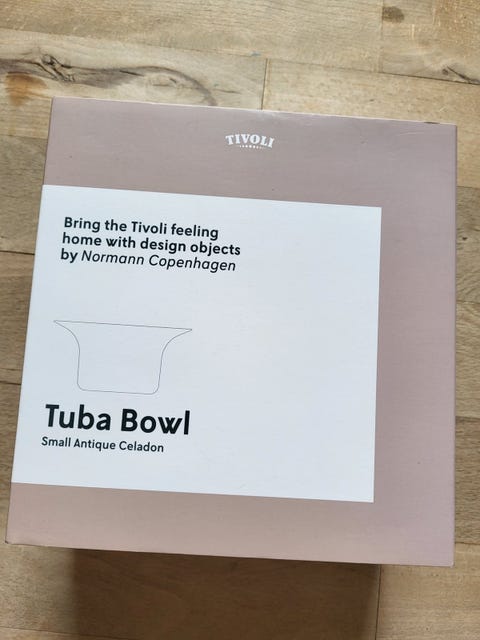 TIVOLI
Bring the Tivoli feeling
home with design objects
by Normann Copenhagen
Tuba Bowl
Small Antique Celadon